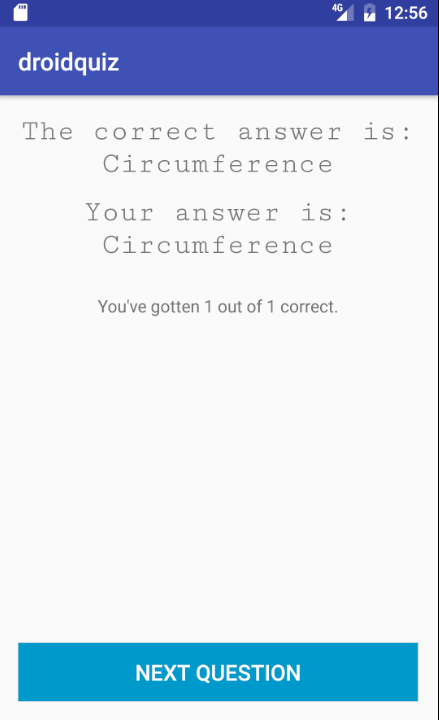 4G 12:56
droidquiz
The correct answer is:
Circumference
Your answer is:
Circumference
You've gotten 1 out of 1 correct.
NEXT QUESTION